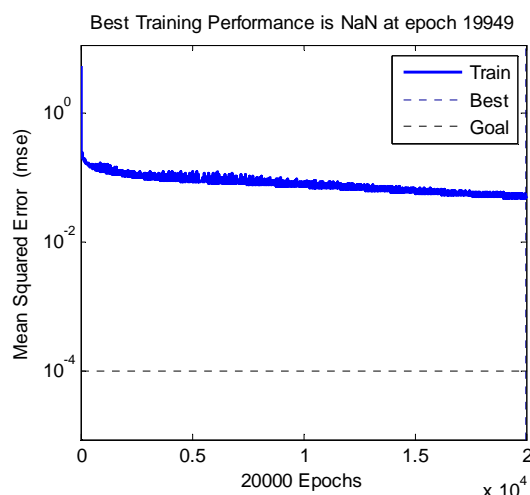 Best Training Performance is NaN at epoch 19949
Train
Best
Goal
Mean Squared Error (mse)
10^0
10^-2
10^-4
0 0.5 1 1.5 2
x 10^4
20000 Epochs